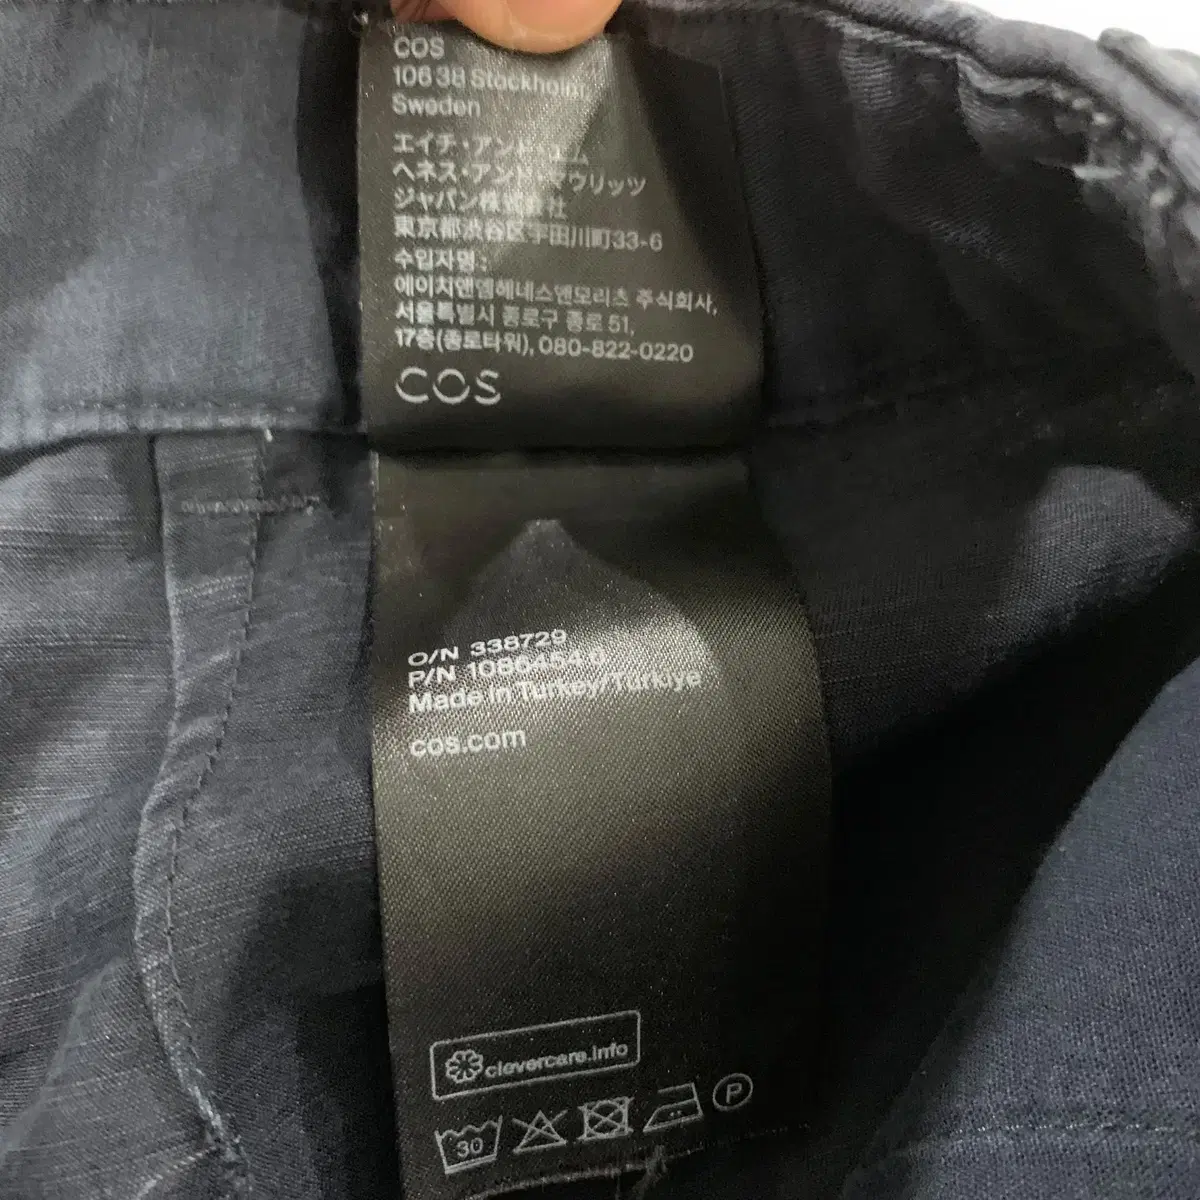 COS
106 38 Stockholm,
Sweden
エイチ・アンド・エム
ヘネス・アンド・マウリッツ
ジャパン株式会社
東京都渋谷区宇田川町33-6
수입자명 :
에이치앤엠헤네스앤모리츠 주식회사,
서울특별시 종로구 종로 51,
17층(종로타워), 080-822-0220
COS
O/N 338729
P/N
Made in Turkey/Türkiye
cos.com
clevercare.info
30
P